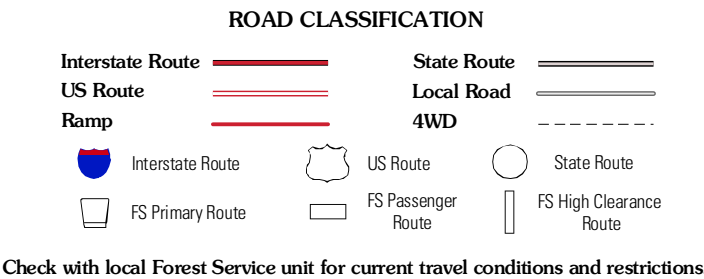 ROAD CLASSIFICATION
Interstate Route
State Route
US Route
Local Road
Ramp
4WD
Interstate Route
US Route
State Route
FS Primary Route
FS Passenger
Route
FS High Clearance
Route
Check with local Forest Service unit for current travel conditions and restrictions